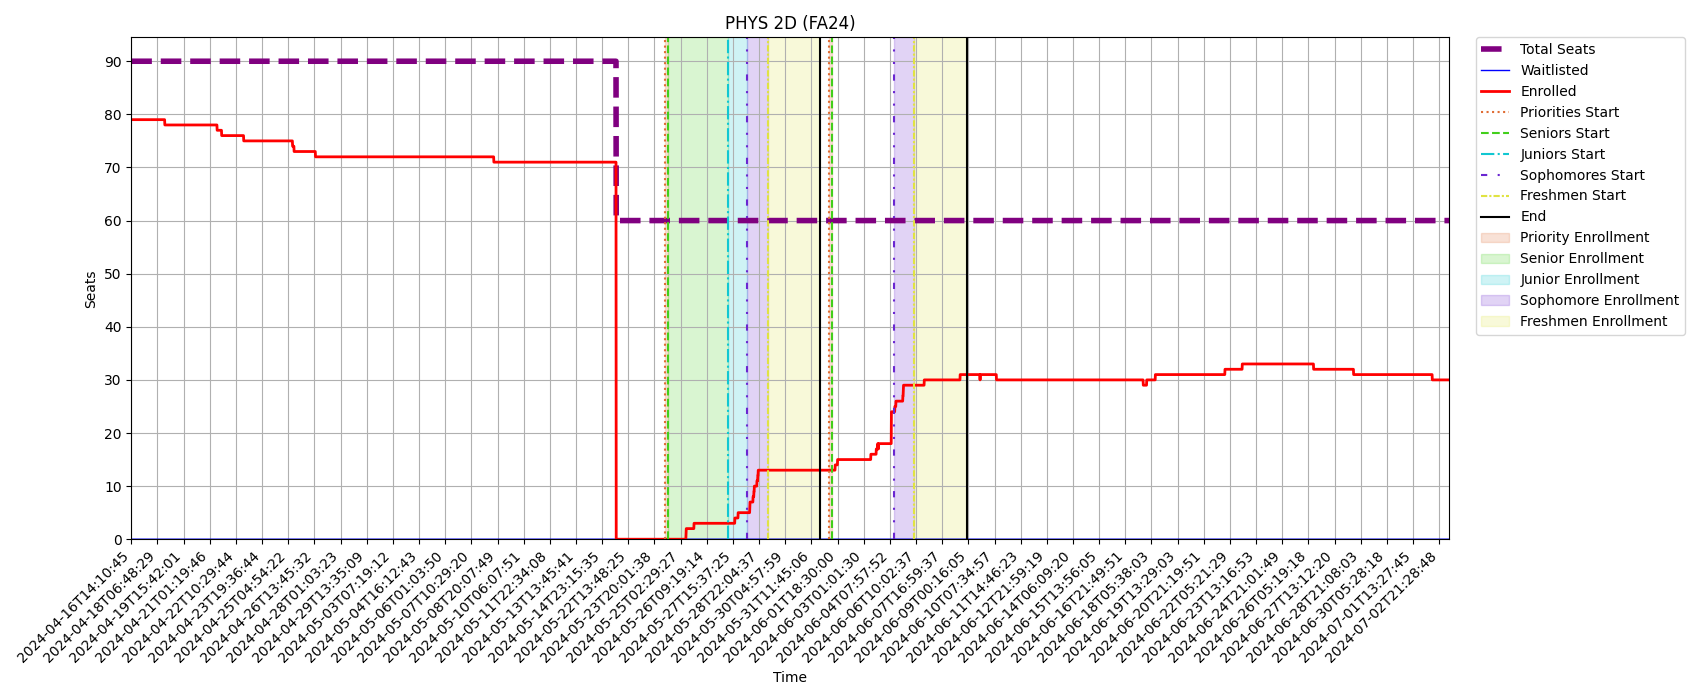 PHYS 2D (FA24)
Total Seats
Waitlisted
Enrolled
Priorities Start
Seniors Start
Juniors Start
Sophomores Start
Freshmen Start
End
Priority Enrollment
Senior Enrollment
Junior Enrollment
Sophomore Enrollment
Freshmen Enrollment
Seats
90
80
70
60
50
40
30
20
10
0
2024-04-16T14:10:45
2024-04-18T06:48:29
2024-04-19T15:42:01
2024-04-21T01:19:46
2024-04-22T10:29:44
2024-04-23T19:36:44
2024-04-25T04:54:22
2024-04-26T13:45:32
2024-04-28T01:03:23
2024-04-29T13:35:09
2024-05-03T07:19:12
2024-05-04T16:12:43
2024-05-06T01:03:50
2024-05-07T10:29:00
2024-05-08T20:07:49
2024-05-10T06:07:51
2024-05-11T22:34:08
2024-05-13T13:45:41
2024-05-14T23:15:35
2024-05-22T13:48:25
2024-05-23T20:01:38
2024-05-25T02:29:27
2024-05-26T09:19:14
2024-05-27T15:37:25
2024-05-28T22:04:37
2024-05-30T04:57:59
2024-05-31T11:45:06
2024-06-01T18:30:00
2024-06-03T01:01:30
2024-06-04T07:57:52
2024-06-06T10:02:37
2024-06-07T16:59:37
2024-06-09T00:16:05
2024-06-10T07:34:57
2024-06-11T14:46:23
2024-06-12T21:59:19
2024-06-14T06:09:20
2024-06-15T13:56:05
2024-06-16T21:49:51
2024-06-18T05:38:03
2024-06-19T13:29:03
2024-06-20T21:19:51
2024-06-22T05:21:29
2024-06-23T13:16:53
2024-06-24T21:01:49
2024-06-26T05:19:18
2024-06-27T13:12:20
2024-06-28T21:08:03
2024-06-30T05:28:18
2024-07-01T13:27:45
2024-07-02T21:28:48
Time